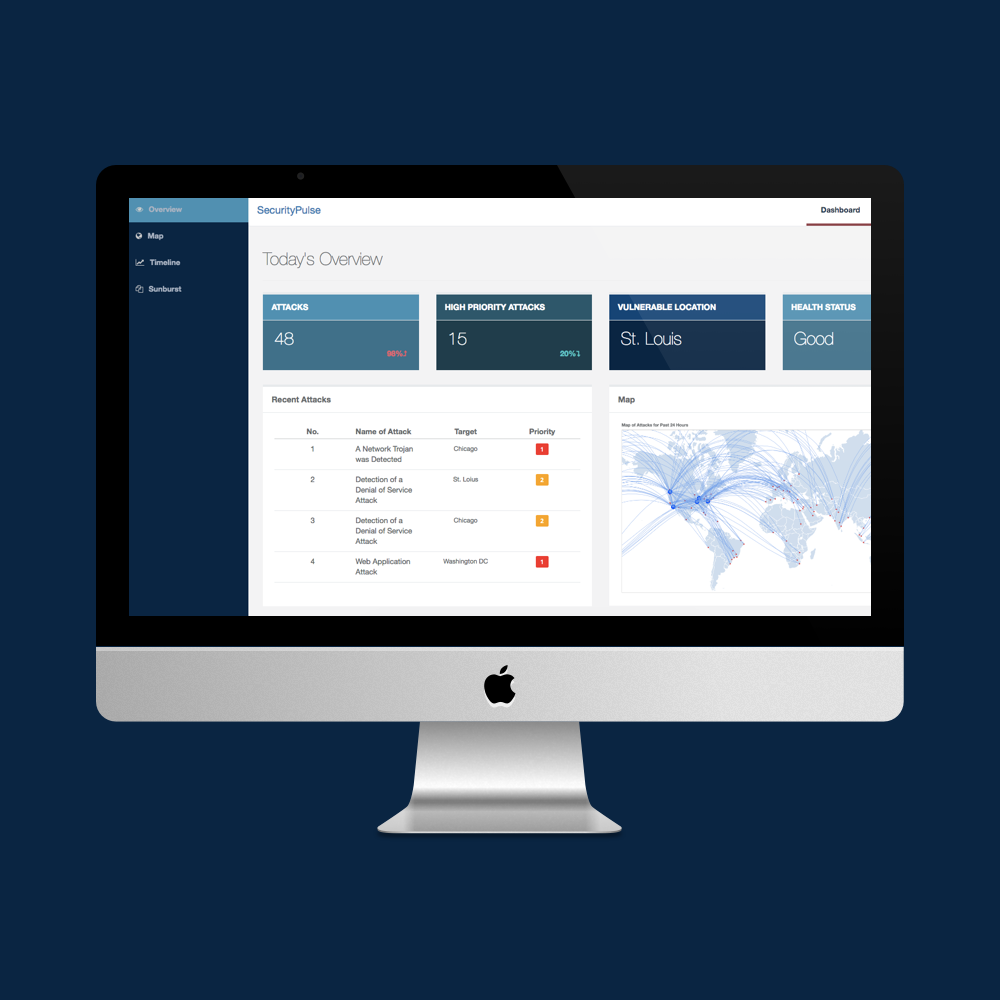 Overview
Map
Timeline
Sunburst
SecurityPulse
Dashboard
Today's Overview
ATTACKS
48
HIGH PRIORITY ATTACKS
15
20%
VULNERABLE LOCATION
St. Louis
HEALTH STATUS
Good
Recent Attacks
No. Name of Attack Target Priority
1 A Network Trojan Chicago 1
was Detected
2 Detection of a St. Loius 2
Denial of Service
Attack
3 Detection of a Chicago 2
Denial of Service
Attack
4 Web Application Washington DC 1
Attack
Map
Map of Attacks for Past 24 Hours